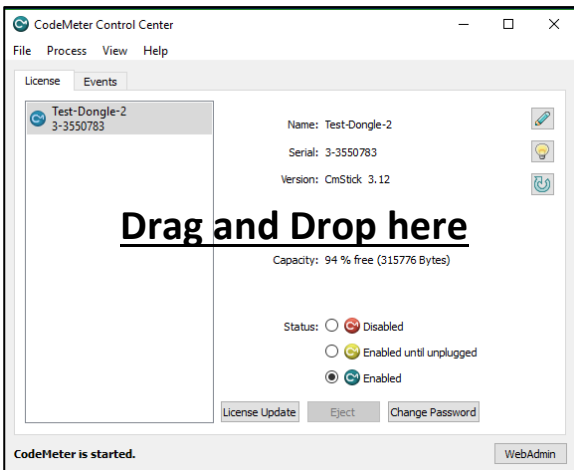 CodeMeter Control Center
File Process View Help
License Events
Test-Dongle-2
3-3550783
Name: Test-Dongle-2
Serial: 3-3550783
Version: CmStick 3.12
Drag and Drop here
Capacity: 94 % free (315776 Bytes)
Status: Disabled
Enabled until unplugged
Enabled
License Update Eject Change Password
CodeMeter is started. WebAdmin